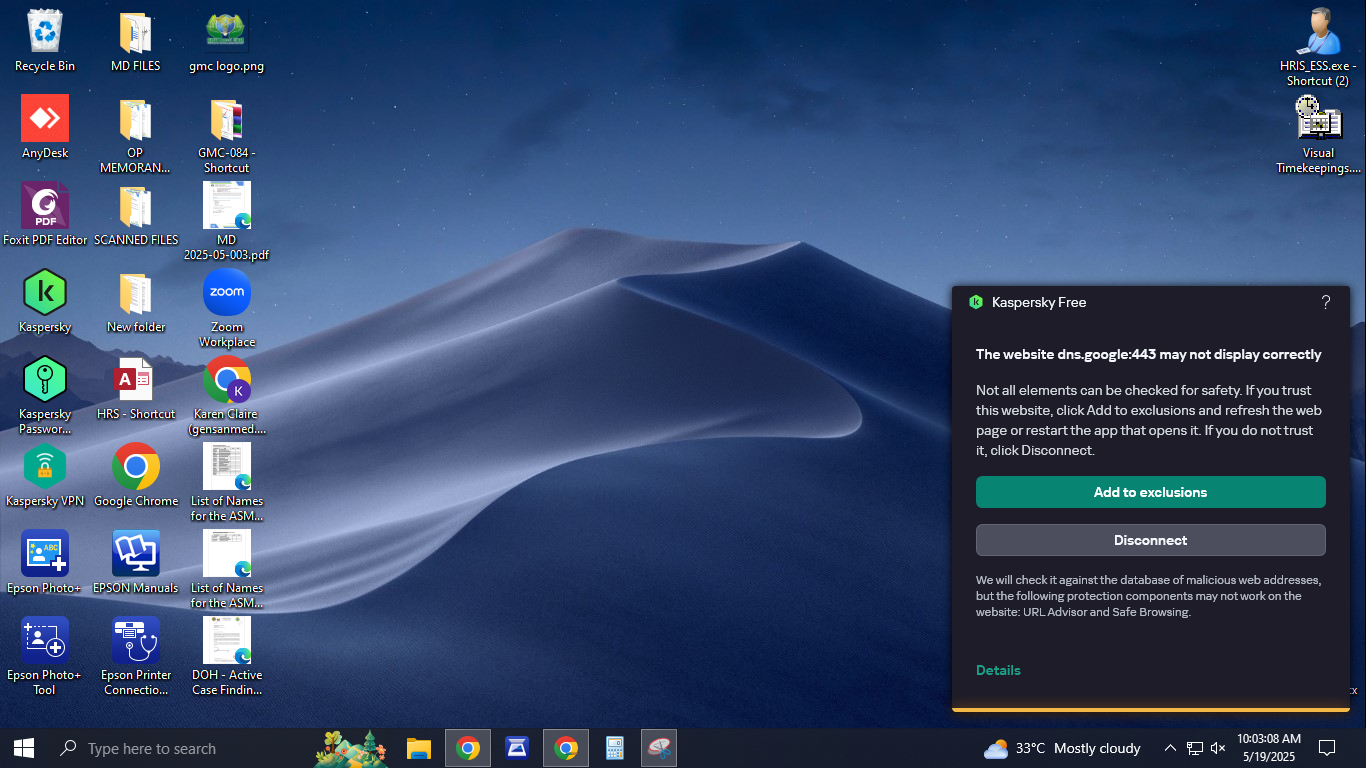 Recycle Bin
MD FILES
gmc logo.png
AnyDesk
OP
MEMORAN...
GMC-084 -
Shortcut
PDF
Foxit PDF Editor
SCANNED FILES
MD
2025-05-003.pdf
Kaspersky
New folder
zoom
Zoom
Workplace
Kaspersky
Passwor...
A
HRS - Shortcut
K
Karen Claire
(gensanmed....
Kaspersky VPN
Google Chrome
List of Names
for the ASM...
ABC
Epson Photo+
EPSON Manuals
List of Names
for the ASM...
Epson Photo+
Tool
Epson Printer
Connectio...
DOH - Active
Case Findin...
HRIS_ESS.exe -
Shortcut (2)
Visual
Timekeepings....
Kaspersky Free
?
The website dns.google:443 may not display correctly
Not all elements can be checked for safety. If you trust
this website, click Add to exclusions and refresh the web
page or restart the app that opens it. If you do not trust
it, click Disconnect.
Add to exclusions
Disconnect
We will check it against the database of malicious web addresses,
but the following protection components may not work on the
website: URL Advisor and Safe Browsing.
Details
Type here to search
33°C Mostly cloudy
10:03:08 AM
5/19/2025